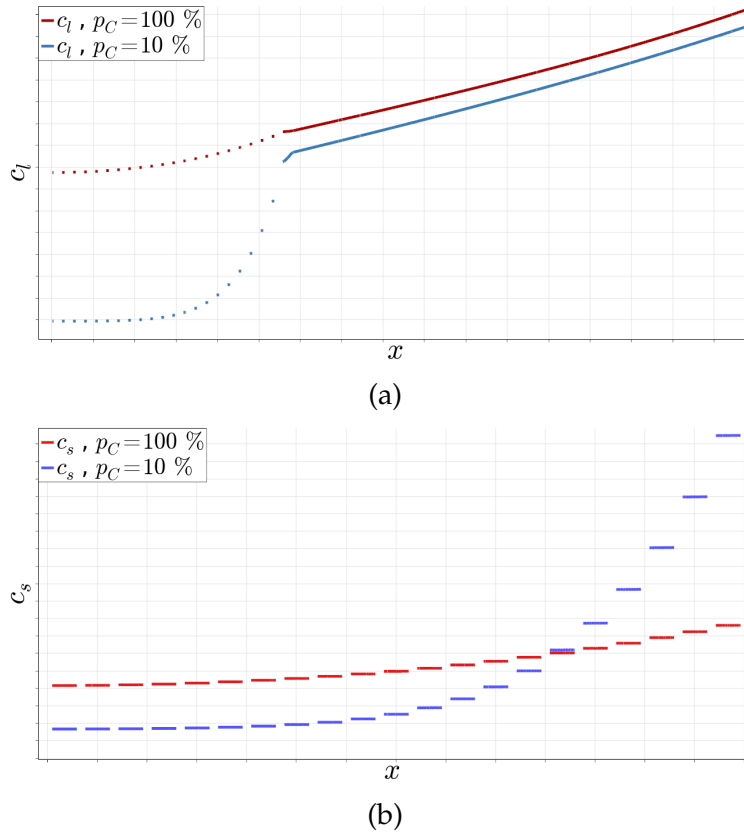 c_l , p_C=100 %
c_l , p_C=10 %
c_l
x
(a)
c_s , p_C=100 %
c_s , p_C=10 %
c_s
x
(b)